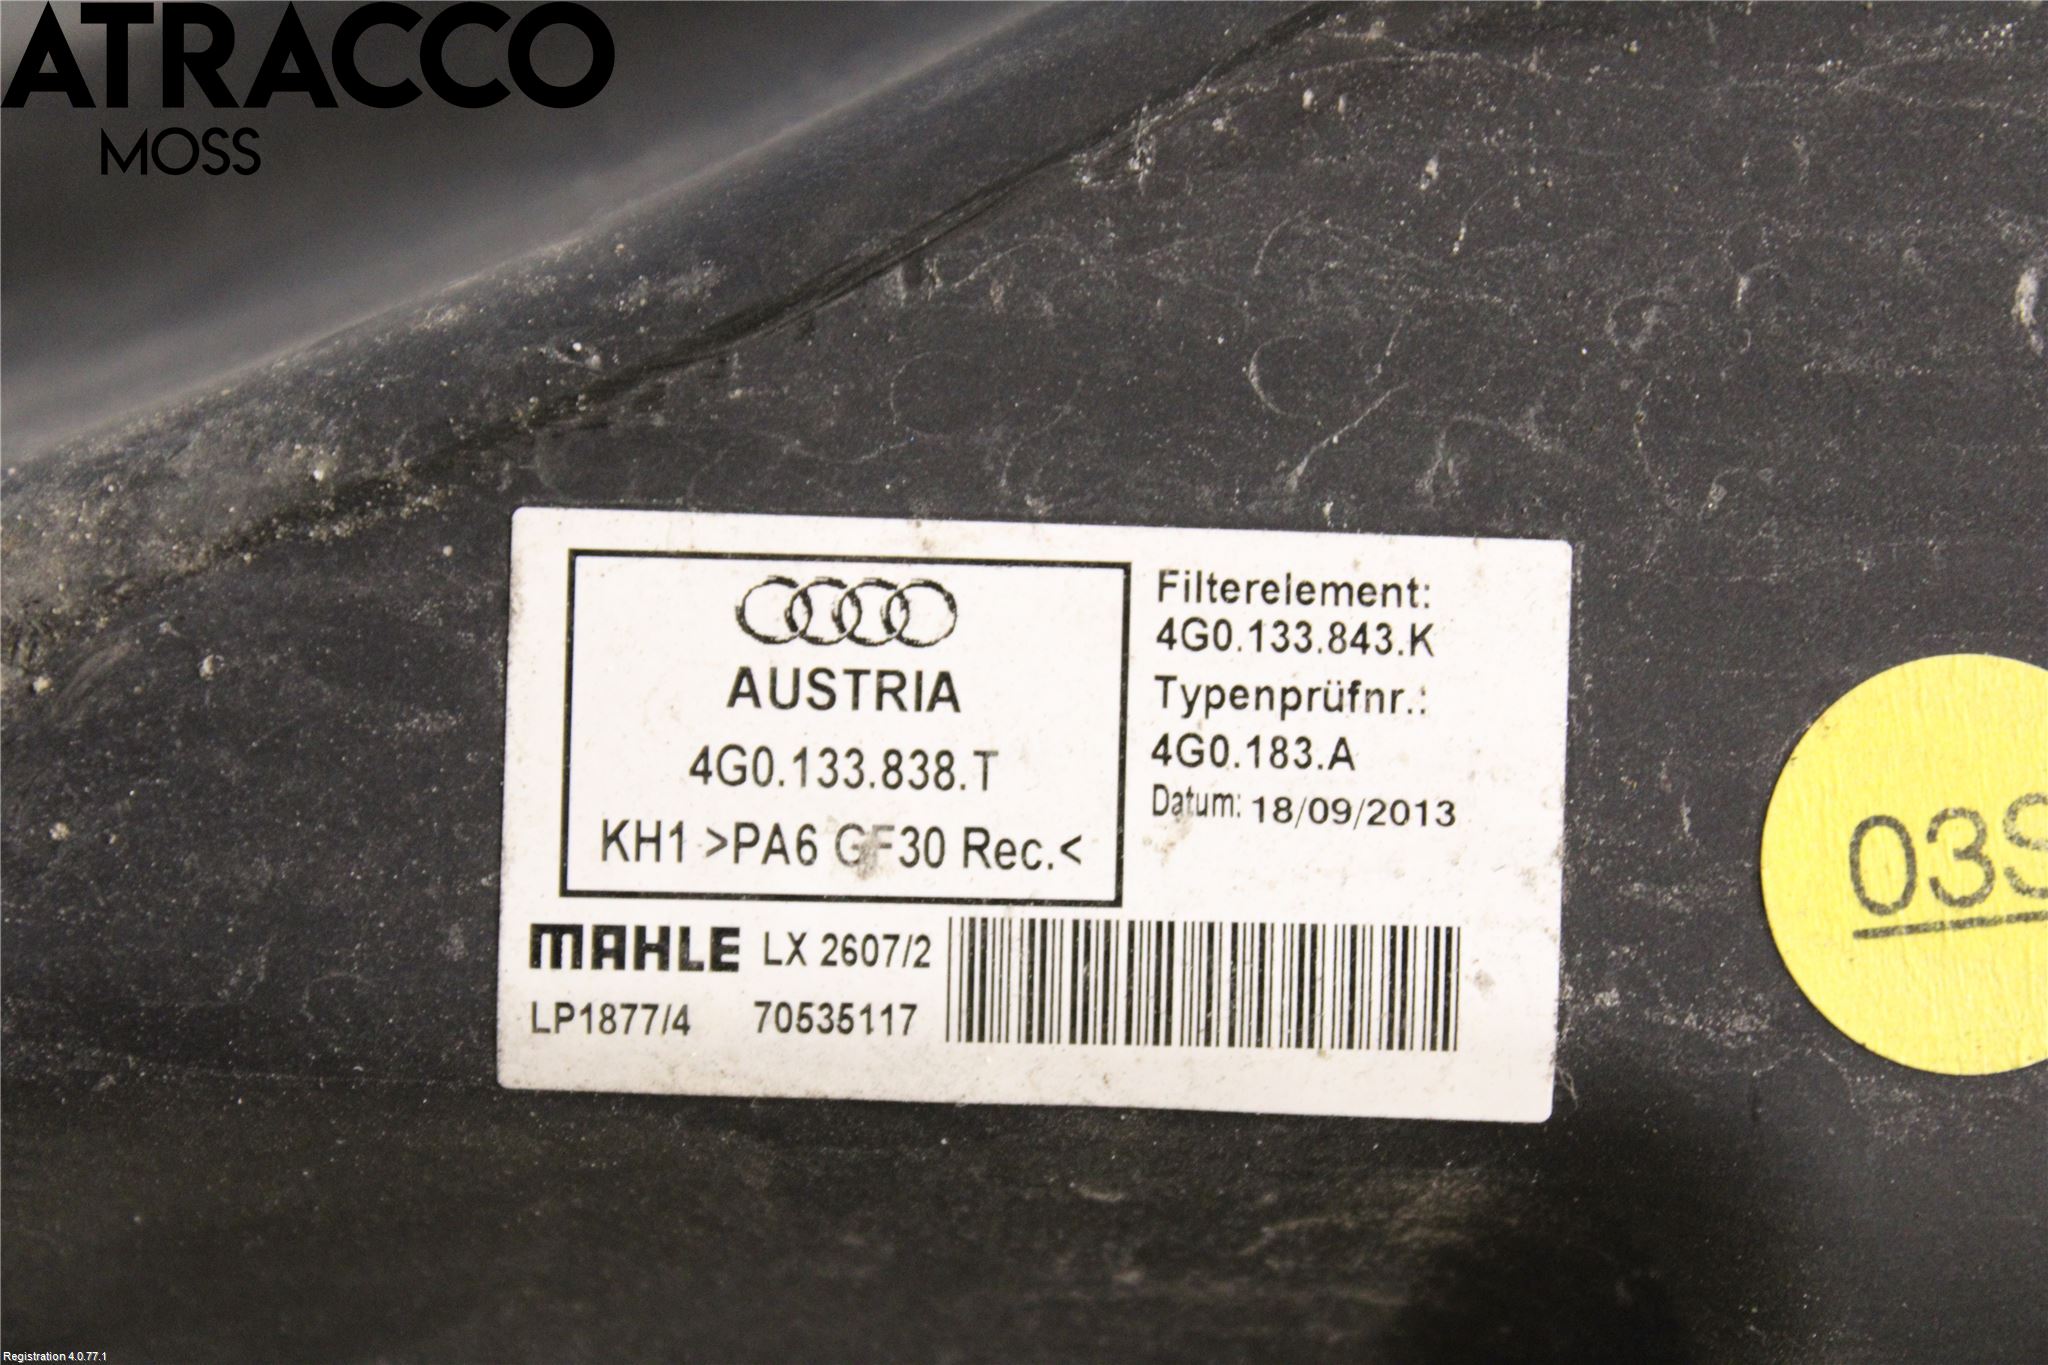 ATRACCO
MOSS
AUSTRIA
4G0.133.838.T
KH1 >PA6 GF30 Rec.<
Filterelement:
4G0.133.843.K
Typenprüfnr.:
4G0.183.A
Datum: 18/09/2013
MAHLE LX 2607/2
LP1877/4 70535117
03S
Registration 4.0.77.1